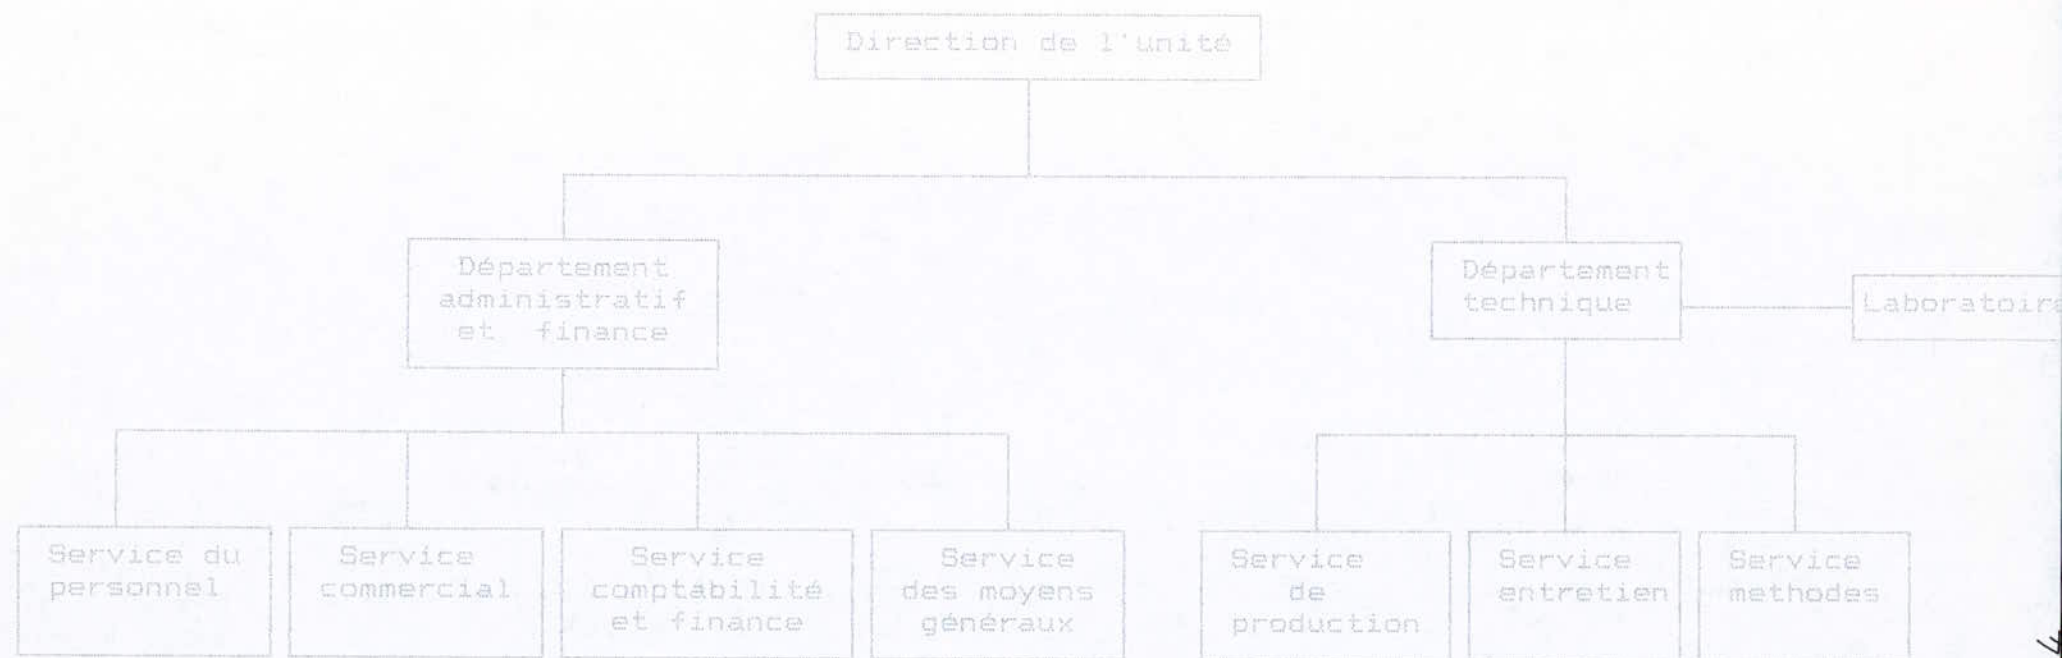 Direction de l'unité
Département
administratif
et finance
Département
technique
Laboratoire
Service du
personnel
Service
commercial
Service
comptabilité
et finance
Service
des moyens
généraux
Service
de
production
Service
entretien
Service
methodes